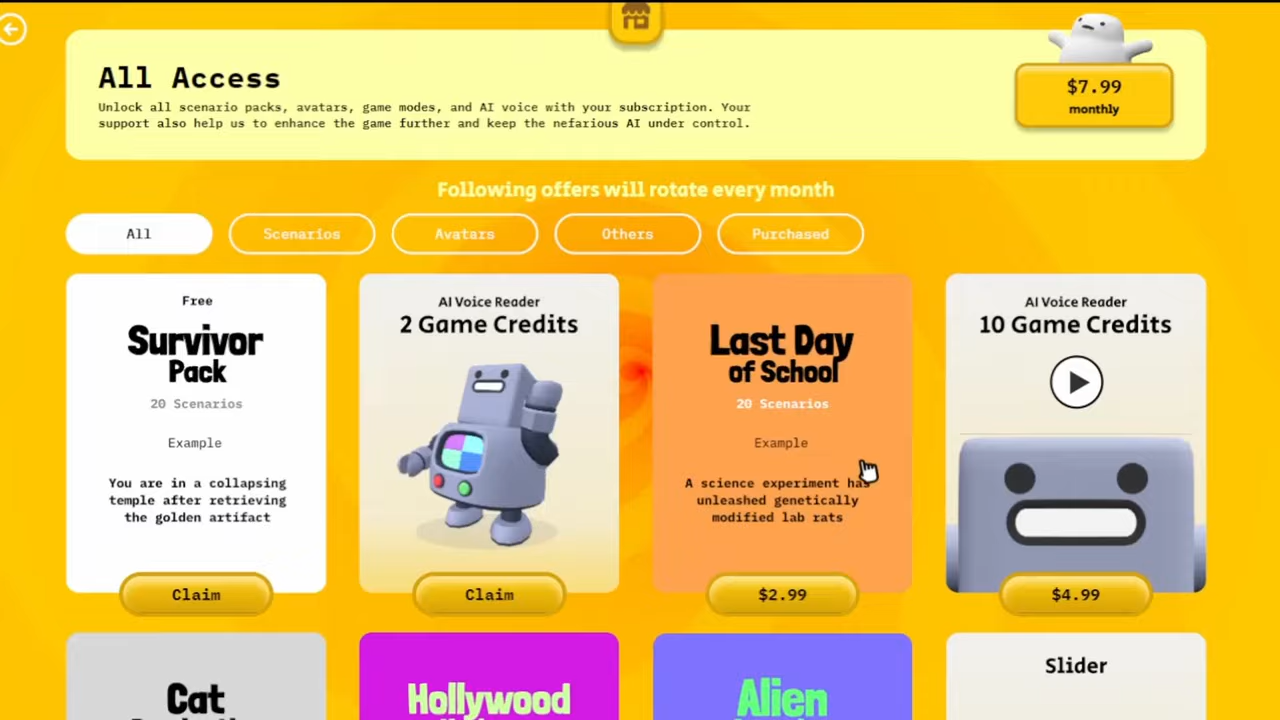 All Access
Unlock all scenario packs, avatars, game modes, and AI voice with your subscription. Your
support also help us to enhance the game further and keep the nefarious AI under control.
$7.99
monthly
Following offers will rotate every month
All
Scenarios
Avatars
Others
Purchased
Free
Survivor
Pack
20 Scenarios
Example
You are in a collapsing
temple after retrieving
the golden artifact
Claim
AI Voice Reader
2 Game Credits
Claim
Last Day
of School
20 Scenarios
Example
A science experiment has
unleashed genetically
modified lab rats
$2.99
AI Voice Reader
10 Game Credits
$4.99
Cat
Hollywood
Alien
Slider